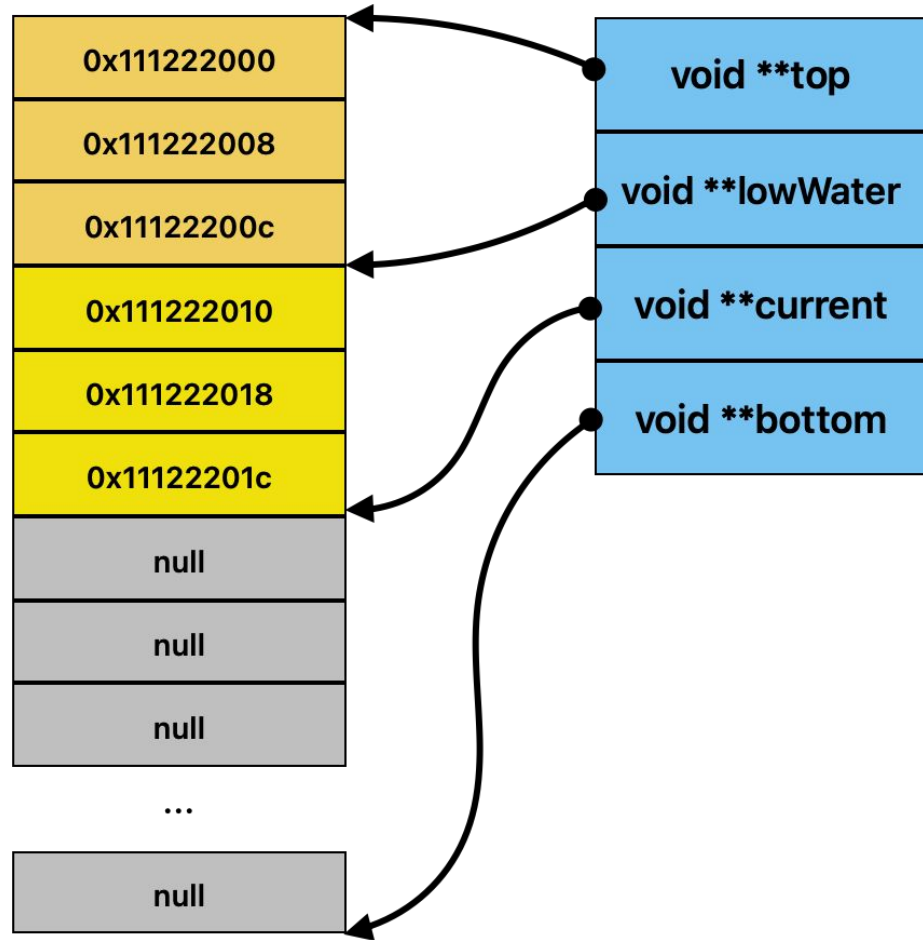 0x111222000
0x111222008
0x11122200c
0x111222010
0x111222018
0x11122201c
null
null
null
...
null
void **top
void **lowWater
void **current
void **bottom